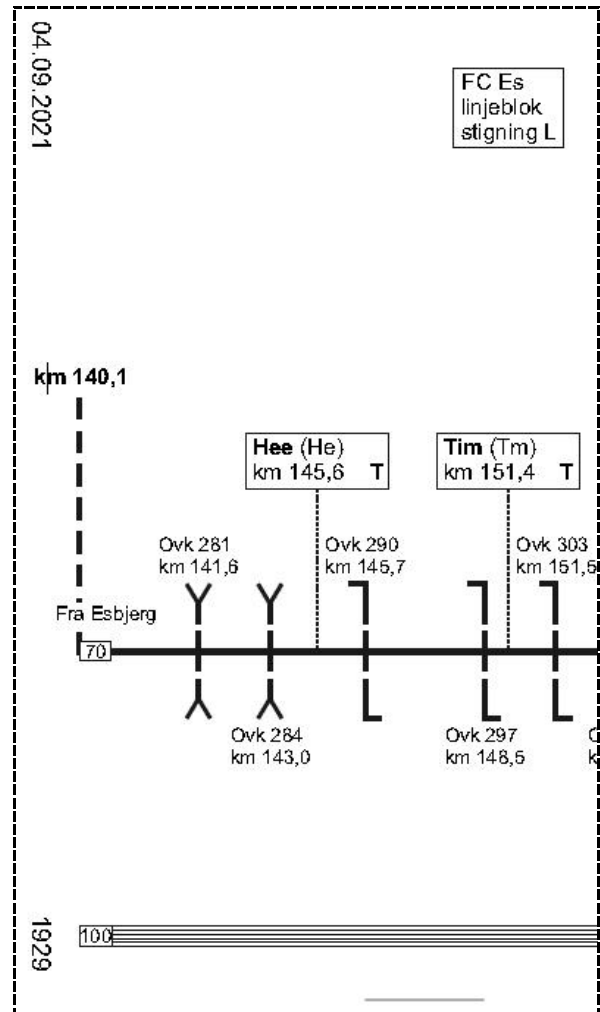 04.09.2021
FC Es
linjeblok
stigning L
km 140,1
Hee (He)
km 145,6 T
Tim (Tm)
km 151,4 T
Ovk 281
km 141,6
Ovk 290
km 145,7
Ovk 303
km 151,5
Fra Esbjerg
70
Ovk 284
km 143,0
Ovk 297
km 148,5
1929
100